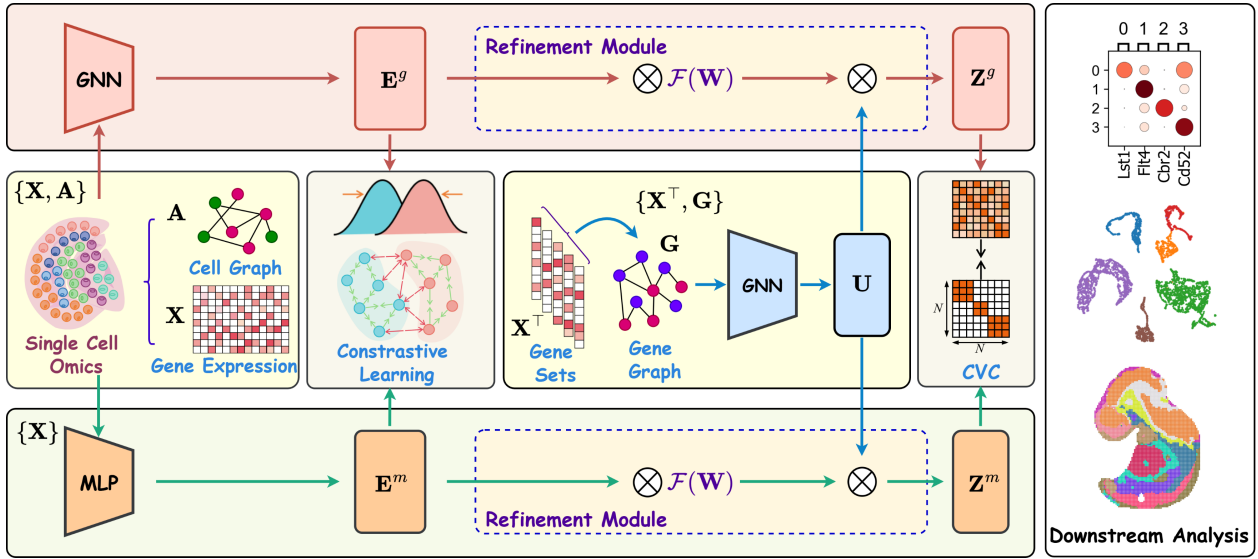 GNN
E^g
Refinement Module
⊗ F(W)
⊗
Z^g
{X, A}
Single Cell
Omics
A
Cell Graph
X
Gene Expression
Constrastive
Learning
{X^⊤, G}
X^⊤
Gene
Sets
G
Gene
Graph
GNN
U
N
N
CVC
{X}
MLP
E^m
⊗ F(W)
⊗
Refinement Module
Z^m
0 1 2 3
0
1
2
3
Lst1
Flt4
Cbr2
Cd52
Downstream Analysis